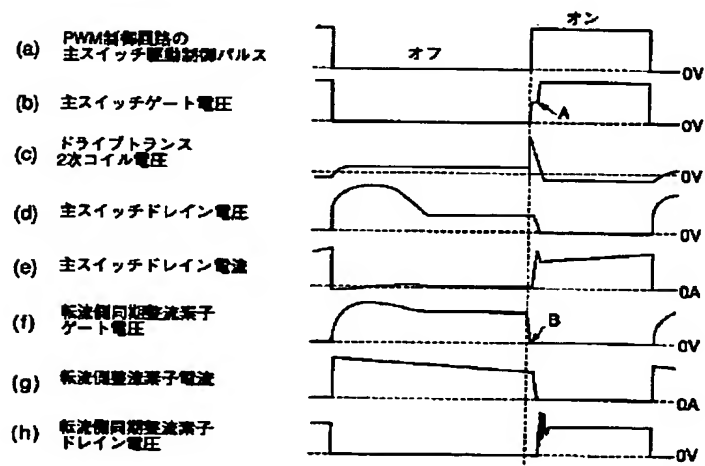 オン
(a) PWM制御回路の
主スイッチ駆動制御パルス
オフ
0V
(b) 主スイッチゲート電圧
A
0V
(c) ドライブトランス
2次コイル電圧
0V
(d) 主スイッチドレイン電圧
0V
(e) 主スイッチドレイン電流
0A
(f) 転流側同期整流素子
ゲート電圧
B
0V
(g) 転流側整流素子電流
0A
(h) 転流側同期整流素子
ドレイン電圧
0V